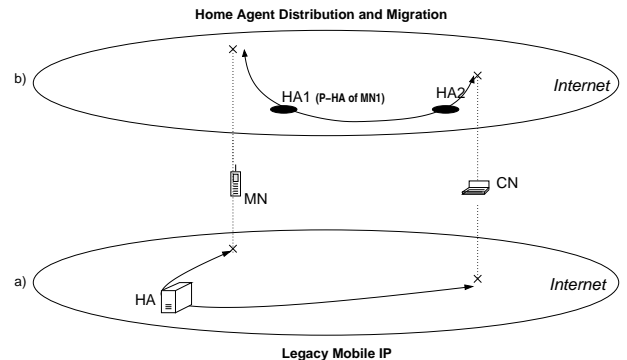 Home Agent Distribution and Migration
b)
HA1 (P-HA of MN1)
HA2
Internet
MN
CN
a)
HA
Internet
Legacy Mobile IP